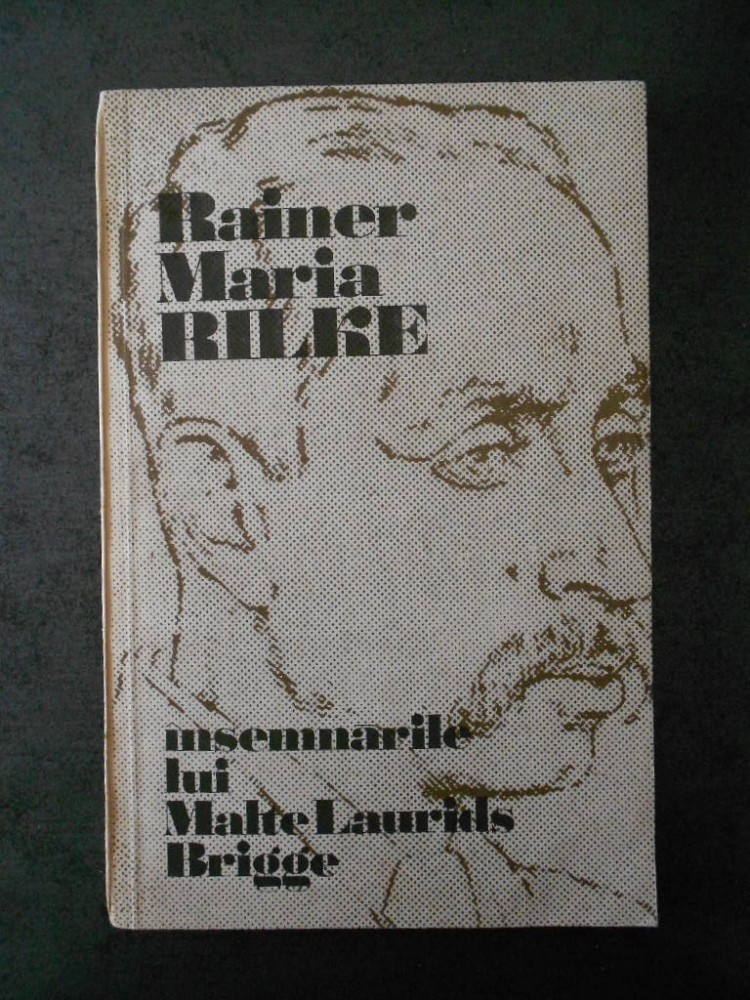 Rainer
Maria
RILKE
însemnările
lui
Malte Laurids
Brigge